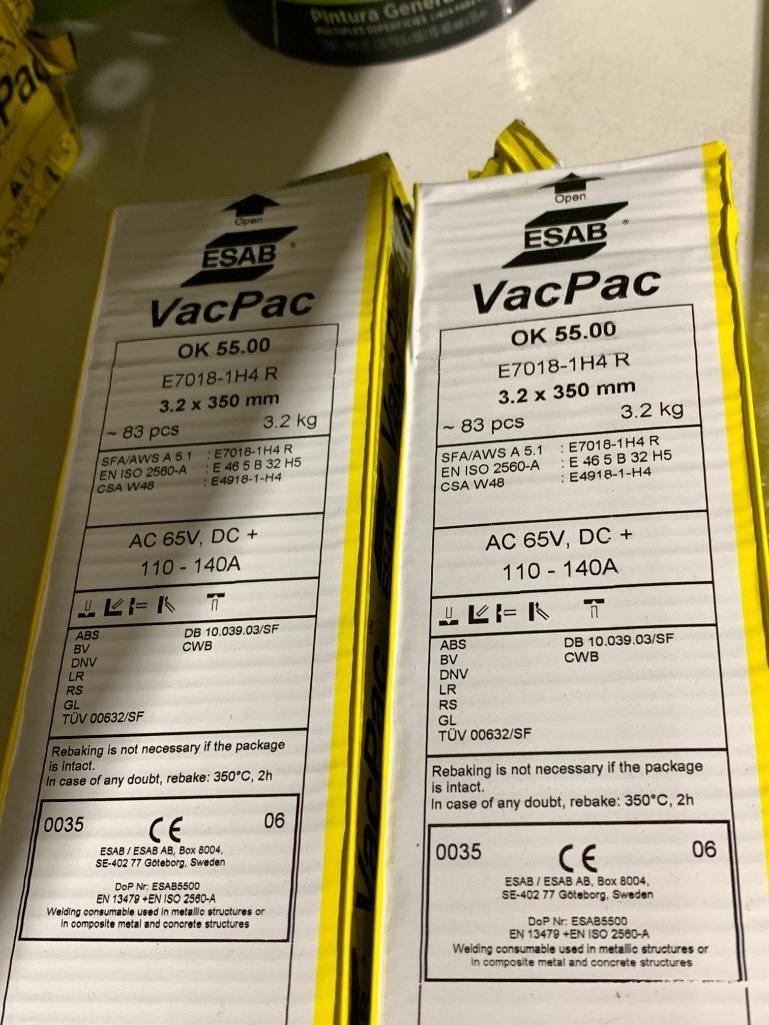 Pintura General
MULTIPLES SUPERFICIES
Pa
Open
ESAB
VacPac
OK 55.00
E7018-1H4 R
3.2 x 350 mm
~ 83 pcs 3.2 kg
SFA/AWS A 5.1 : E7018-1H4 R
EN ISO 2560-A : E 46 5 B 32 H5
CSA W48 : E4918-1-H4
AC 65V, DC +
110 - 140A
ABS DB 10.039.03/SF
BV CWB
DNV
LR
RS
GL
TÜV 00632/SF
Rebaking is not necessary if the package
is intact.
In case of any doubt, rebake: 350°C, 2h
0035 CE 06
ESAB / ESAB AB, Box 8004,
SE-402 77 Göteborg, Sweden
DoP Nr: ESAB5500
EN 13479 +EN ISO 2560-A
Welding consumable used in metallic structures or
in composite metal and concrete structures
VacPac
Open
ESAB
VacPac
OK 55.00
E7018-1H4 R
3.2 x 350 mm
~ 83 pcs 3.2 kg
SFA/AWS A 5.1 : E7018-1H4 R
EN ISO 2560-A : E 46 5 B 32 H5
CSA W48 : E4918-1-H4
AC 65V, DC +
110 - 140A
ABS DB 10.039.03/SF
BV CWB
DNV
LR
RS
GL
TÜV 00632/SF
Rebaking is not necessary if the package
is intact.
In case of any doubt, rebake: 350°C, 2h
0035 CE 06
ESAB / ESAB AB, Box 8004,
SE-402 77 Göteborg, Sweden
DoP Nr: ESAB5500
EN 13479 +EN ISO 2560-A
Welding consumable used in metallic structures or
in composite metal and concrete structures